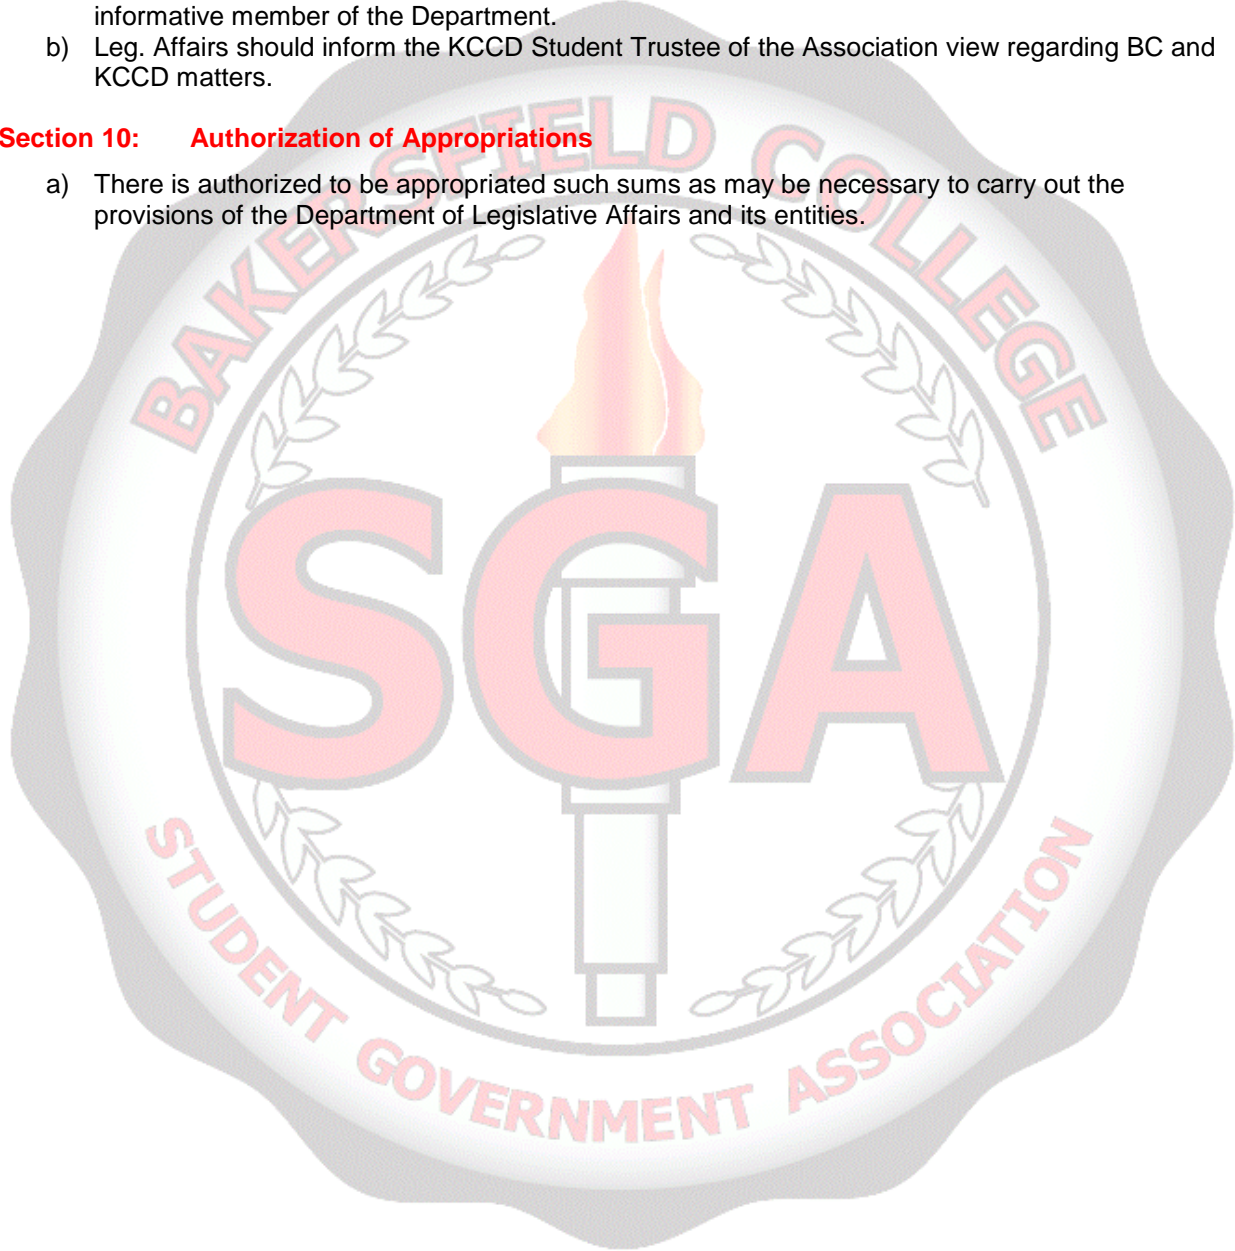 informative member of the Department.
b) Leg. Affairs should inform the KCCD Student Trustee of the Association view regarding BC and
KCCD matters.
Section 10: Authorization of Appropriations
a) There is authorized to be appropriated such sums as may be necessary to carry out the
provisions of the Department of Legislative Affairs and its entities.
BAKERSFIELD COLLEGE
SGA
STUDENT GOVERNMENT ASSOCIATION